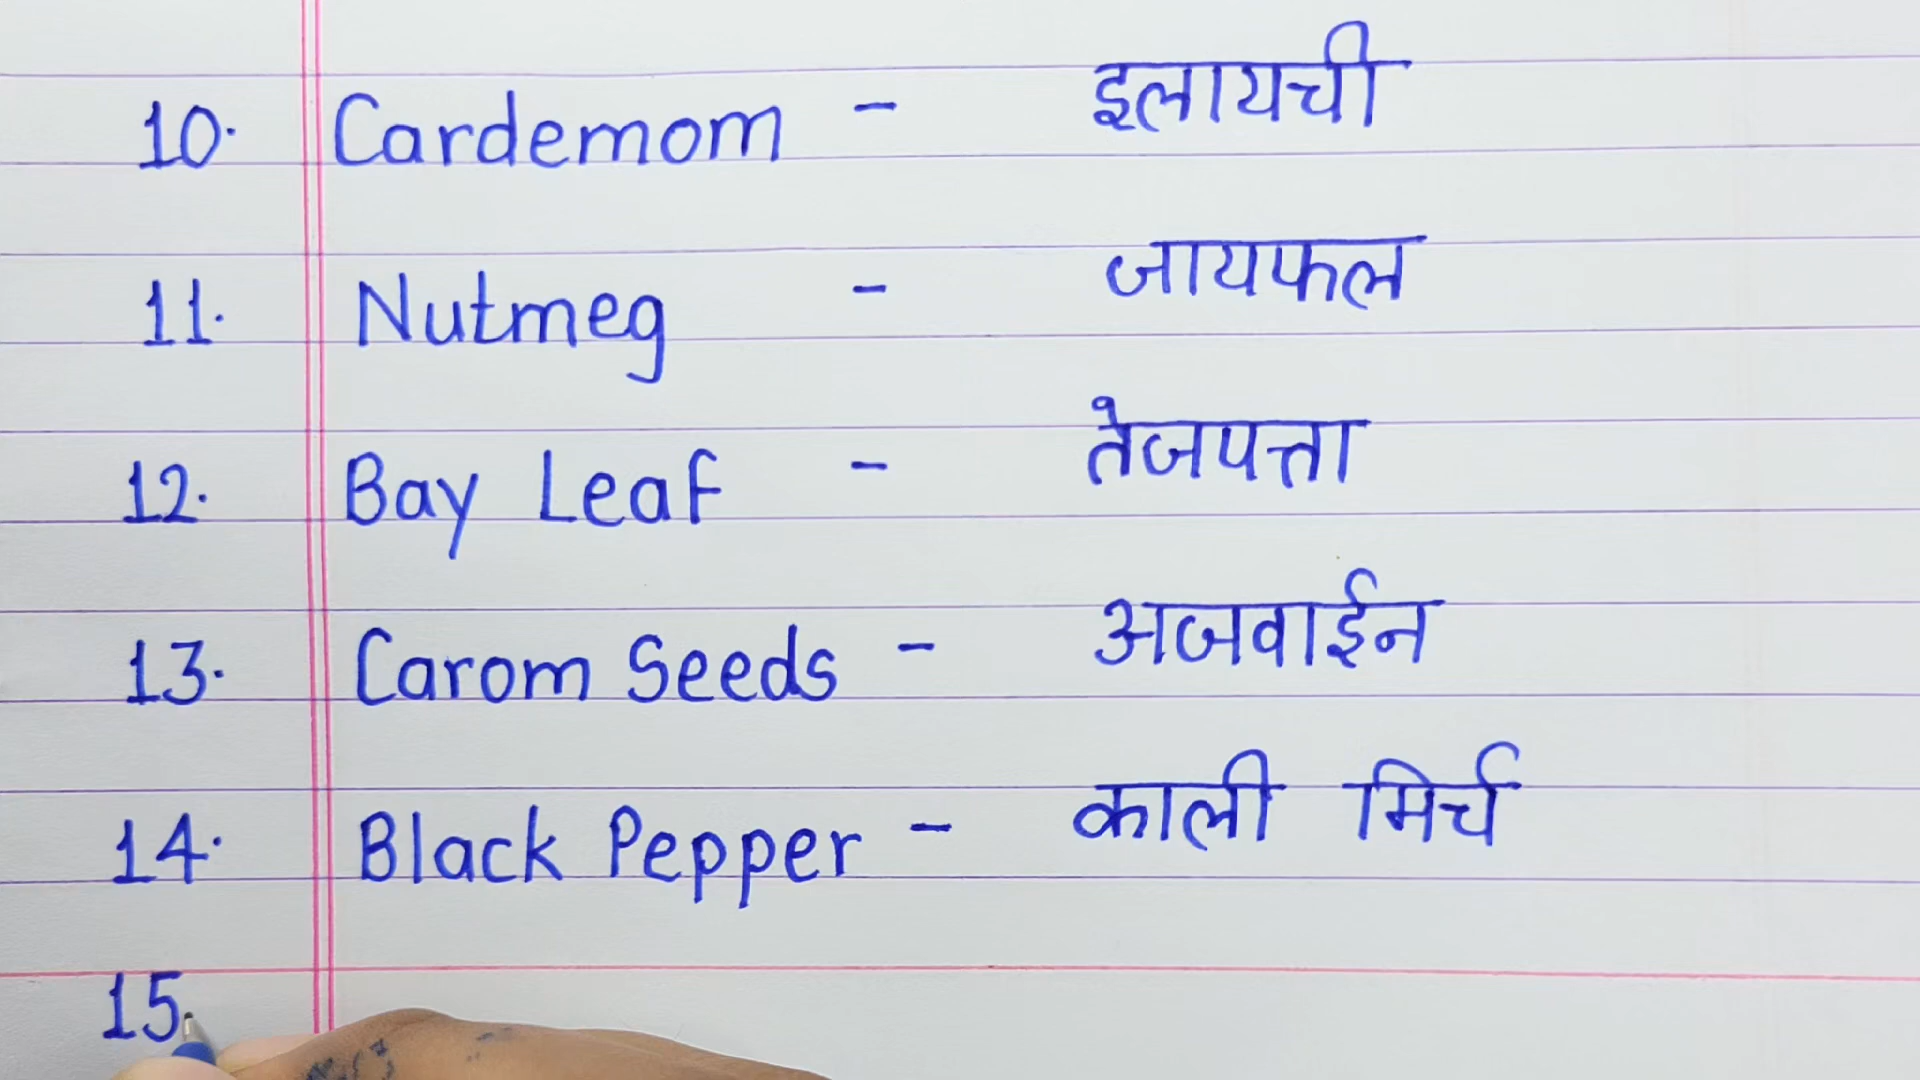 10. Cardemom - इलायची
11. Nutmeg - जायफल
12. Bay Leaf - तेजपत्ता
13. Carom Seeds - अजवाईन
14. Black Pepper - काली मिर्च
15.